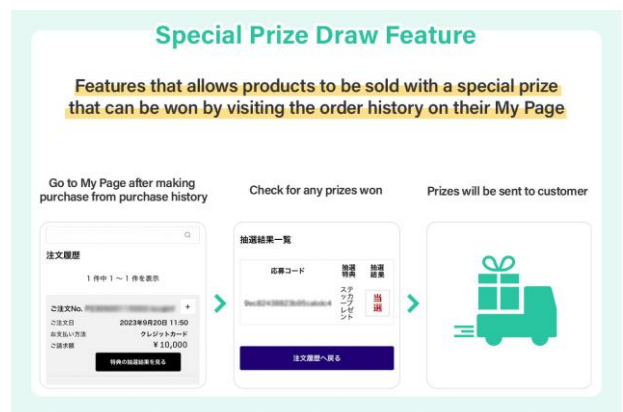 Special Prize Draw Feature
Features that allows products to be sold with a special prize
that can be won by visiting the order history on their My Page
Go to My Page after making
purchase from purchase history
注文履歴
1 件中 1 ～ 1 件を表示
ご注文No.
+
ご注文日 2023年9月20日 11:50
お支払い方法 クレジットカード
ご請求額 ¥10,000
特典の抽選結果を見る
Check for any prizes won
抽選結果一覧
応募コード
抽選特典
抽選結果
ステッカプレゼント
当選
注文履歴へ戻る
Prizes will be sent to customer